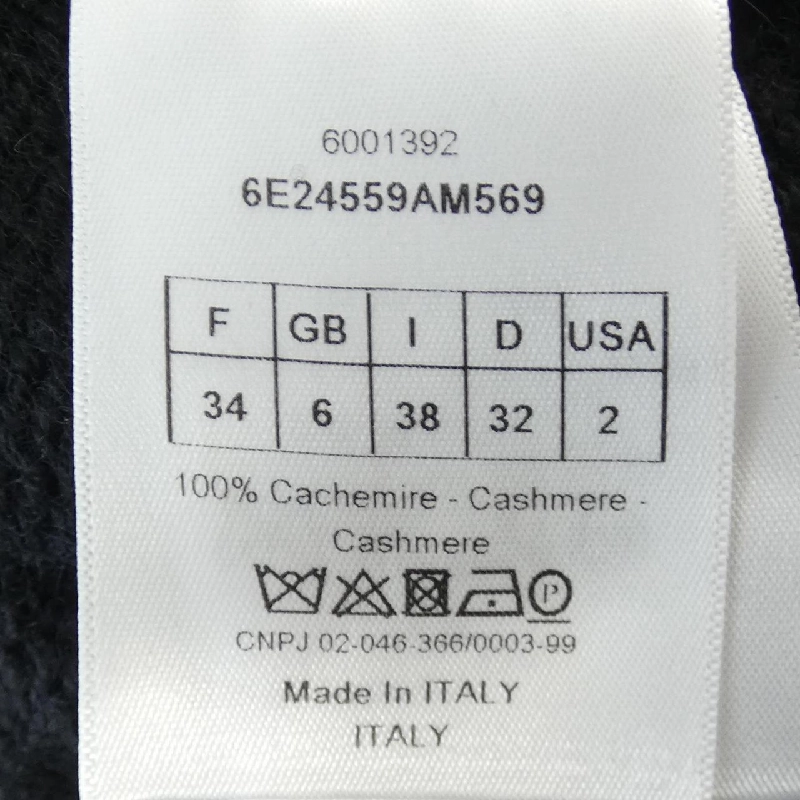 6001392
6E24559AM569
F GB I D USA
34 6 38 32 2
100% Cachemire - Cashmere -
Cashmere
P
CNPJ 02-046-366/0003-99
Made In ITALY
ITALY